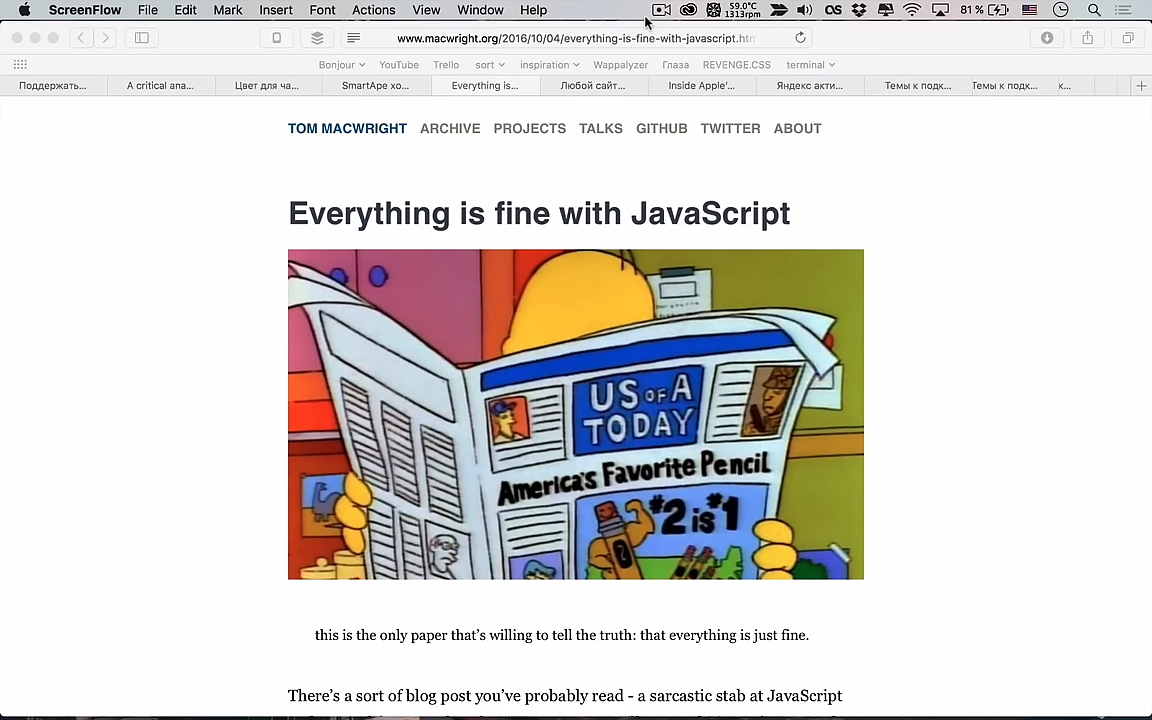 ScreenFlow File Edit Mark Insert Font Actions View Window Help 59.0°C 1313rpm 81%
www.macwright.org/2016/10/04/everything-is-fine-with-javascript.htm
Bonjour YouTube Trello sort inspiration Wappalyzer Глаза REVENGE.CSS terminal
Поддержать... A critical ana... Цвет для ча... SmartApe хо... Everything is... Любой сайт... Inside Apple'... Яндекс акти... Темы к подк... Темы к подк... к...
TOM MACWRIGHT ARCHIVE PROJECTS TALKS GITHUB TWITTER ABOUT
Everything is fine with JavaScript
US OF A
TODAY
America's Favorite Pencil
#2 is #1
2
this is the only paper that's willing to tell the truth: that everything is just fine.
There's a sort of blog post you've probably read - a sarcastic stab at JavaScript